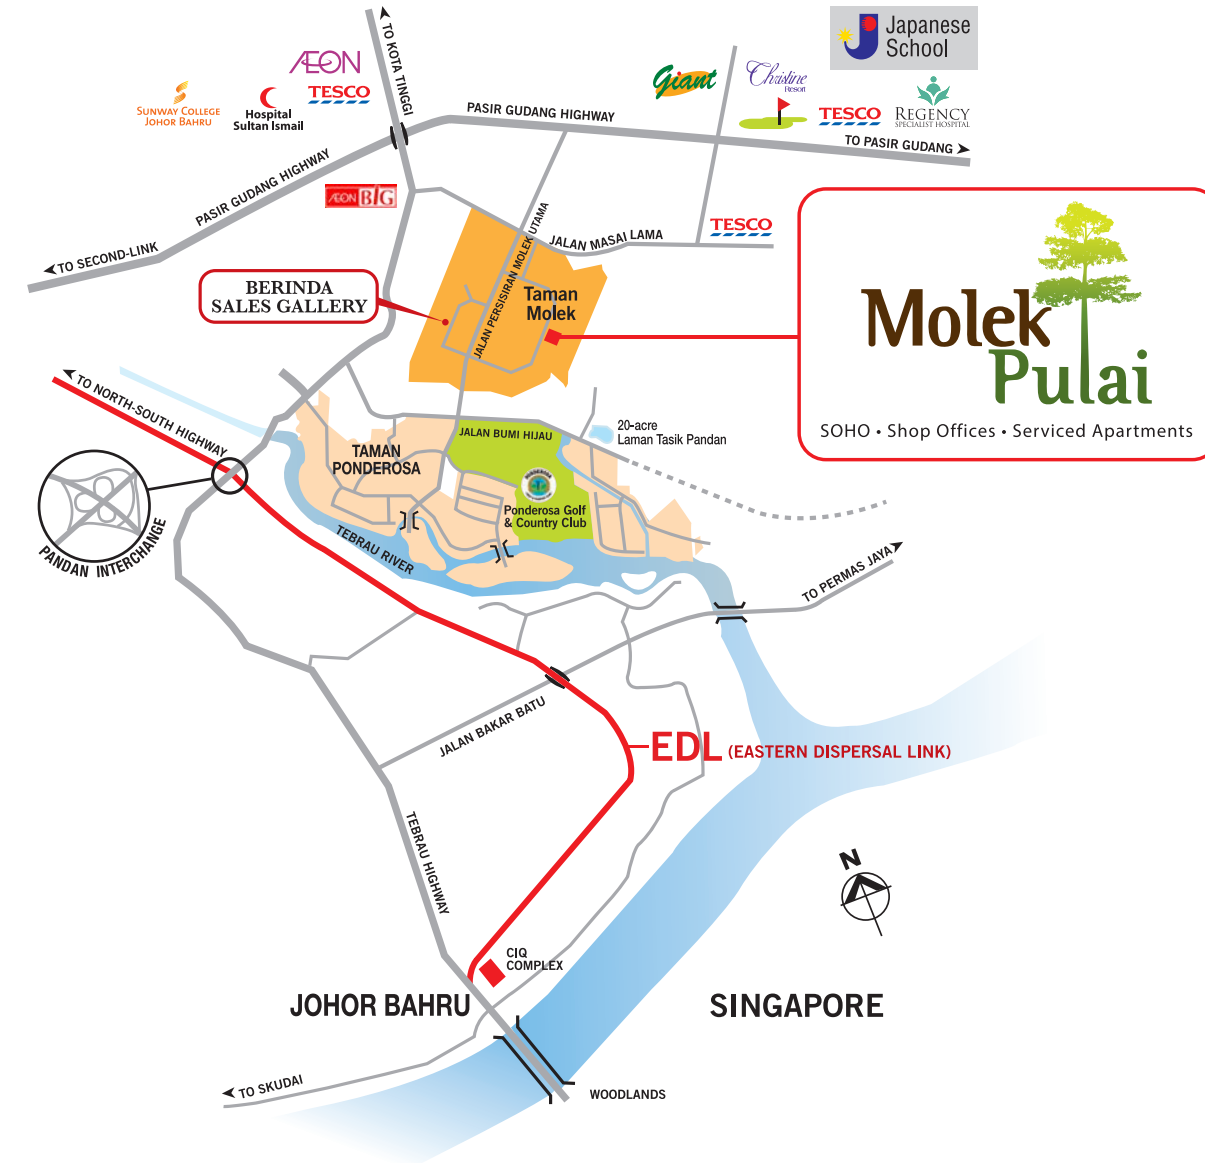 TO KOTA TINGGI
ÆON
TESCO
SUNWAY COLLEGE
JOHOR BAHRU
Hospital
Sultan Ismail
Giant
Christine
Resort
Japanese
School
TESCO
REGENCY
SPECIALIST HOSPITAL
PASIR GUDANG HIGHWAY
TO PASIR GUDANG
PASIR GUDANG HIGHWAY
TO SECOND-LINK
ÆON BIG
TESCO
JALAN MASAI LAMA
JALAN PERSISIRAN MOLEK UTAMA
BERINDA
SALES GALLERY
Taman
Molek
Molek
Pulai
SOHO • Shop Offices • Serviced Apartments
TO NORTH-SOUTH HIGHWAY
JALAN BUMI HIJAU
20-acre
Laman Tasik Pandan
TAMAN
PONDEROSA
PONDEROSA
Ponderosa Golf
& Country Club
PANDAN INTERCHANGE
TEBRAU RIVER
TO PERMAS JAYA
JALAN BAKAR BATU
EDL (EASTERN DISPERSAL LINK)
TEBRAU HIGHWAY
N
CIQ
COMPLEX
JOHOR BAHRU
SINGAPORE
TO SKUDAI
WOODLANDS